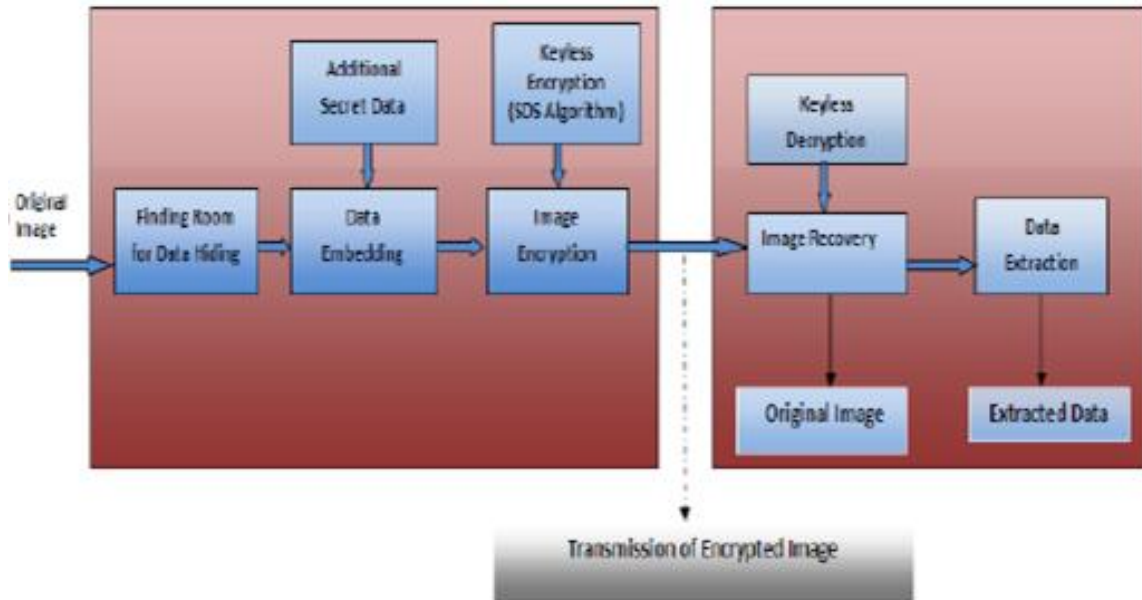 Original
Image
Finding Room
for Data Hiding
Additional
Secret Data
Data
Embedding
Keyless
Encryption
(SDS Algorithm)
Image
Encryption
Keyless
Decryption
Image Recovery
Data
Extraction
Original Image
Extracted Data
Transmission of Encrypted Image